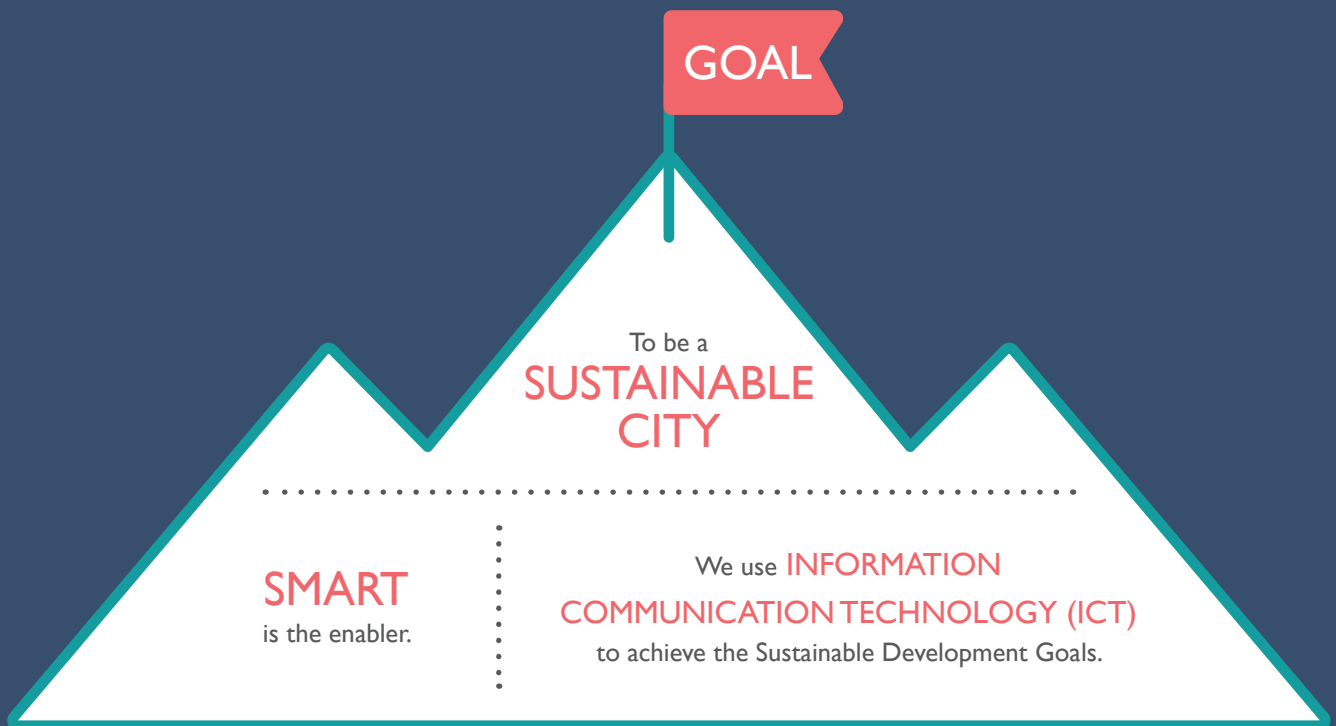 GOAL
To be a
SUSTAINABLE
CITY
SMART
is the enabler.
We use INFORMATION
COMMUNICATION TECHNOLOGY (ICT)
to achieve the Sustainable Development Goals.